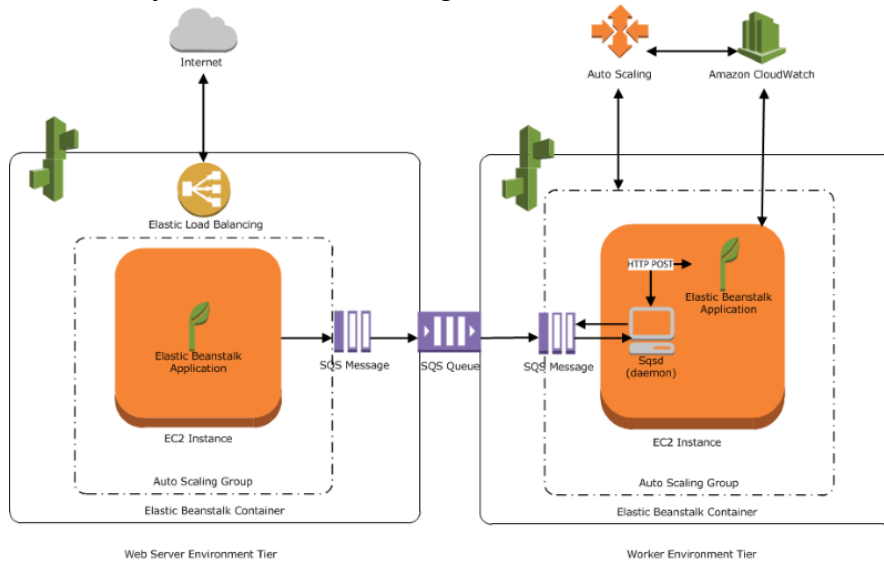 Internet
Auto Scaling
Amazon CloudWatch
Elastic Load Balancing
Elastic Beanstalk
Application
EC2 Instance
Auto Scaling Group
Elastic Beanstalk Container
Web Server Environment Tier
SQS Message
SQS Queue
SQS Message
HTTP POST
Elastic Beanstalk
Application
Sqsd
(daemon)
EC2 Instance
Auto Scaling Group
Elastic Beanstalk Container
Worker Environment Tier